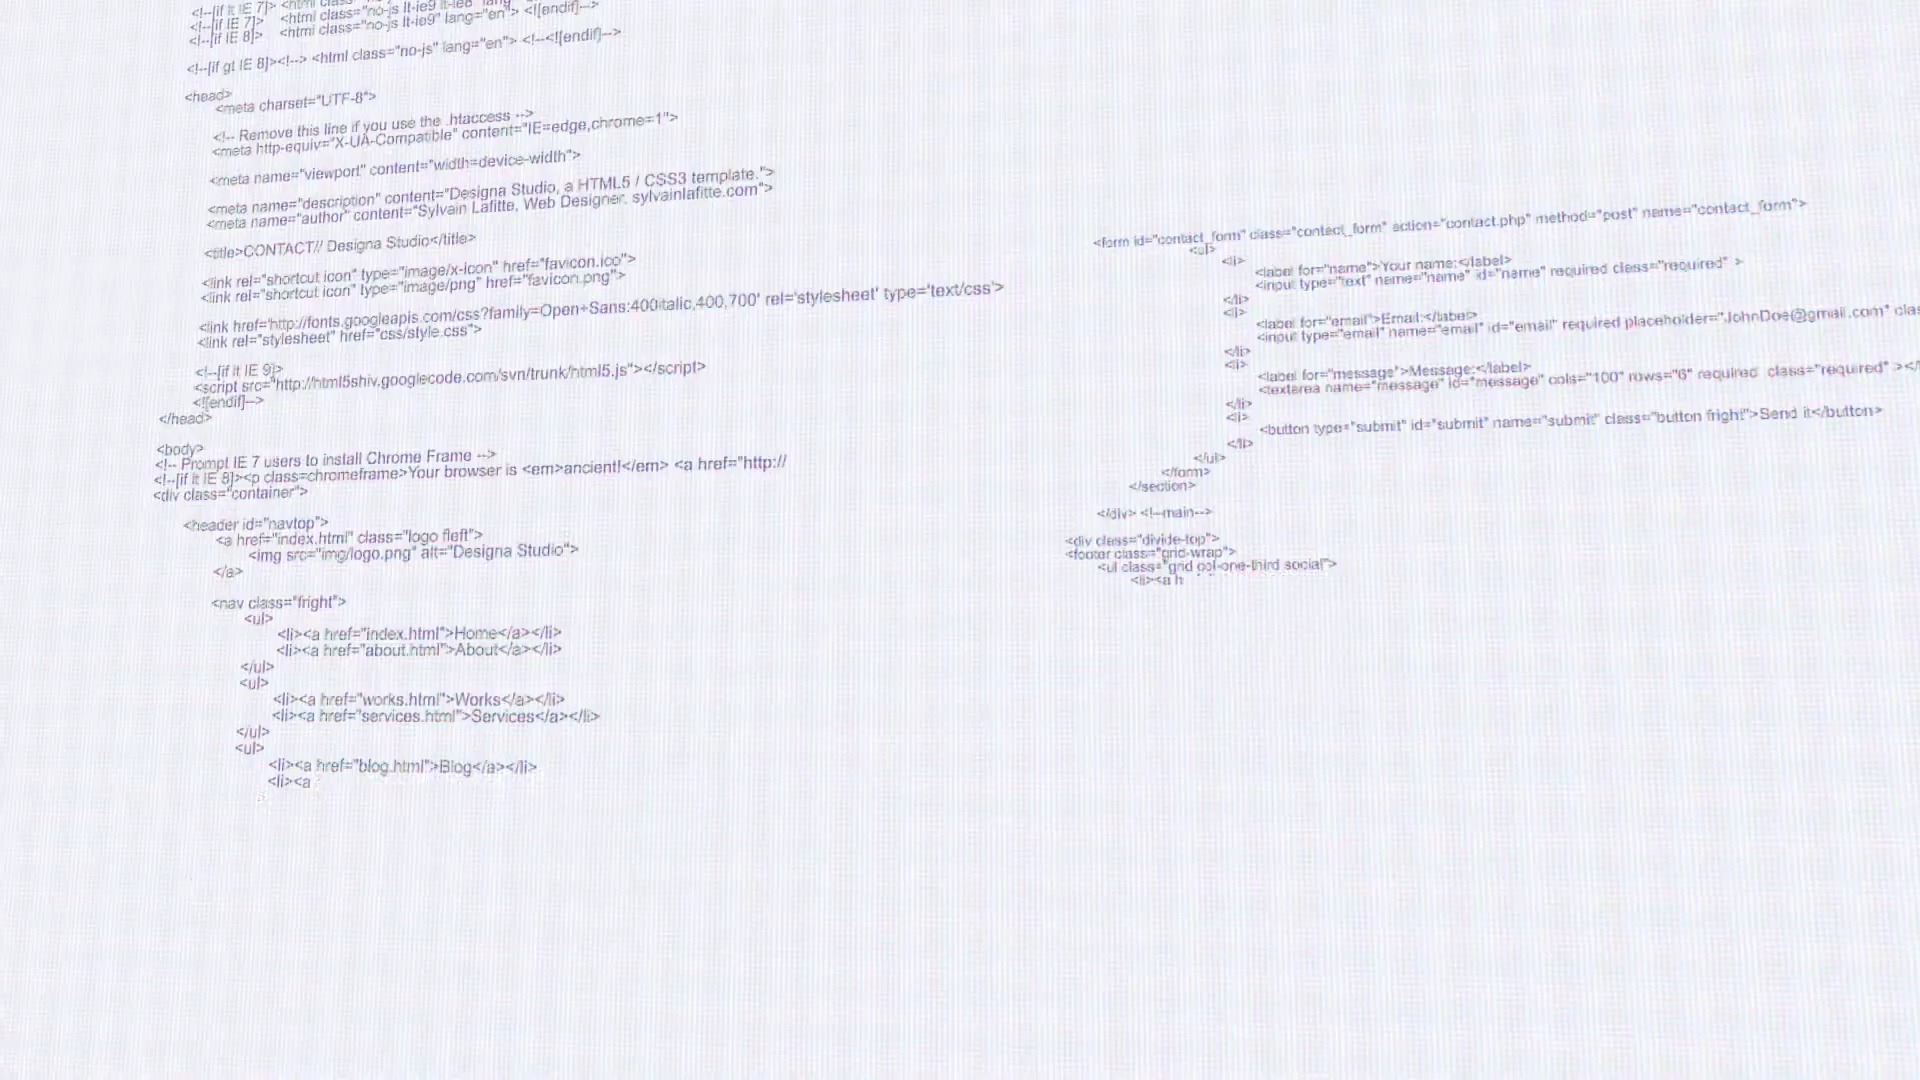 <!--[if lt IE 7]> <html class="no-js lt-ie9 lt-ie8
<!--[if IE 7]> <html class="no-js lt-ie9 lt-ie8" lang=
<!--[if IE 8]> <html class="no-js lt-ie9" lang="en"> <![endif]-->
<!--[if gt IE 8]><!--> <html class="no-js" lang="en"> <!--<![endif]-->
<head>
<meta charset="UTF-8">
<!-- Remove this line if you use the .htaccess -->
<meta http-equiv="X-UA-Compatible" content="IE=edge,chrome=1">
<meta name="viewport" content="width=device-width">
<meta name="description" content="Designa Studio, a HTML5 / CSS3 template.">
<meta name="author" content="Sylvain Lafitte, Web Designer, sylvainlafitte.com">
<title>CONTACT// Designa Studio</title>
<link rel="shortcut icon" type="image/x-icon" href="favicon.ico">
<link rel="shortcut icon" type="image/png" href="favicon.png">
<link href='http://fonts.googleapis.com/css?family=Open+Sans:400italic,400,700' rel='stylesheet' type='text/css'>
<link rel="stylesheet" href="css/style.css">
<!--[if lt IE 9]>
<script src="http://html5shiv.googlecode.com/svn/trunk/html5.js"></script>
<![endif]-->
</head>
<body>
<!-- Prompt IE 7 users to install Chrome Frame -->
<!--[if lt IE 8]><p class=chromeframe>Your browser is <em>ancient!</em> <a href="http://
<div class="container">
<header id="navtop">
<a href="index.html" class="logo fleft">
<img src="img/logo.png" alt="Designa Studio">
</a>
<nav class="fright">
<ul>
<li><a href="index.html">Home</a></li>
<li><a href="about.html">About</a></li>
</ul>
<ul>
<li><a href="works.html">Works</a></li>
<li><a href="services.html">Services</a></li>
</ul>
<ul>
<li><a href="blog.html">Blog</a></li>
<li><a
<form id="contact_form" class="contact_form" action="contact.php" method="post" name="contact_form">
<ul>
<li>
<label for="name">Your name:</label>
<input type="text" name="name" id="name" required class="required" >
</li>
<li>
<label for="email">Email:</label>
<input type="email" name="email" id="email" required placeholder="JohnDoe@gmail.com" clas
</li>
<li>
<label for="message">Message:</label>
<textarea name="message" id="message" cols="100" rows="6" required class="required" ></
</li>
<li>
<button type="submit" id="submit" name="submit" class="button fright">Send it</button>
</li>
</ul>
</form>
</section>
</div> <!--main-->
<div class="divide-top">
<footer class="grid-wrap">
<ul class="grid col-one-third social">
<li><a h